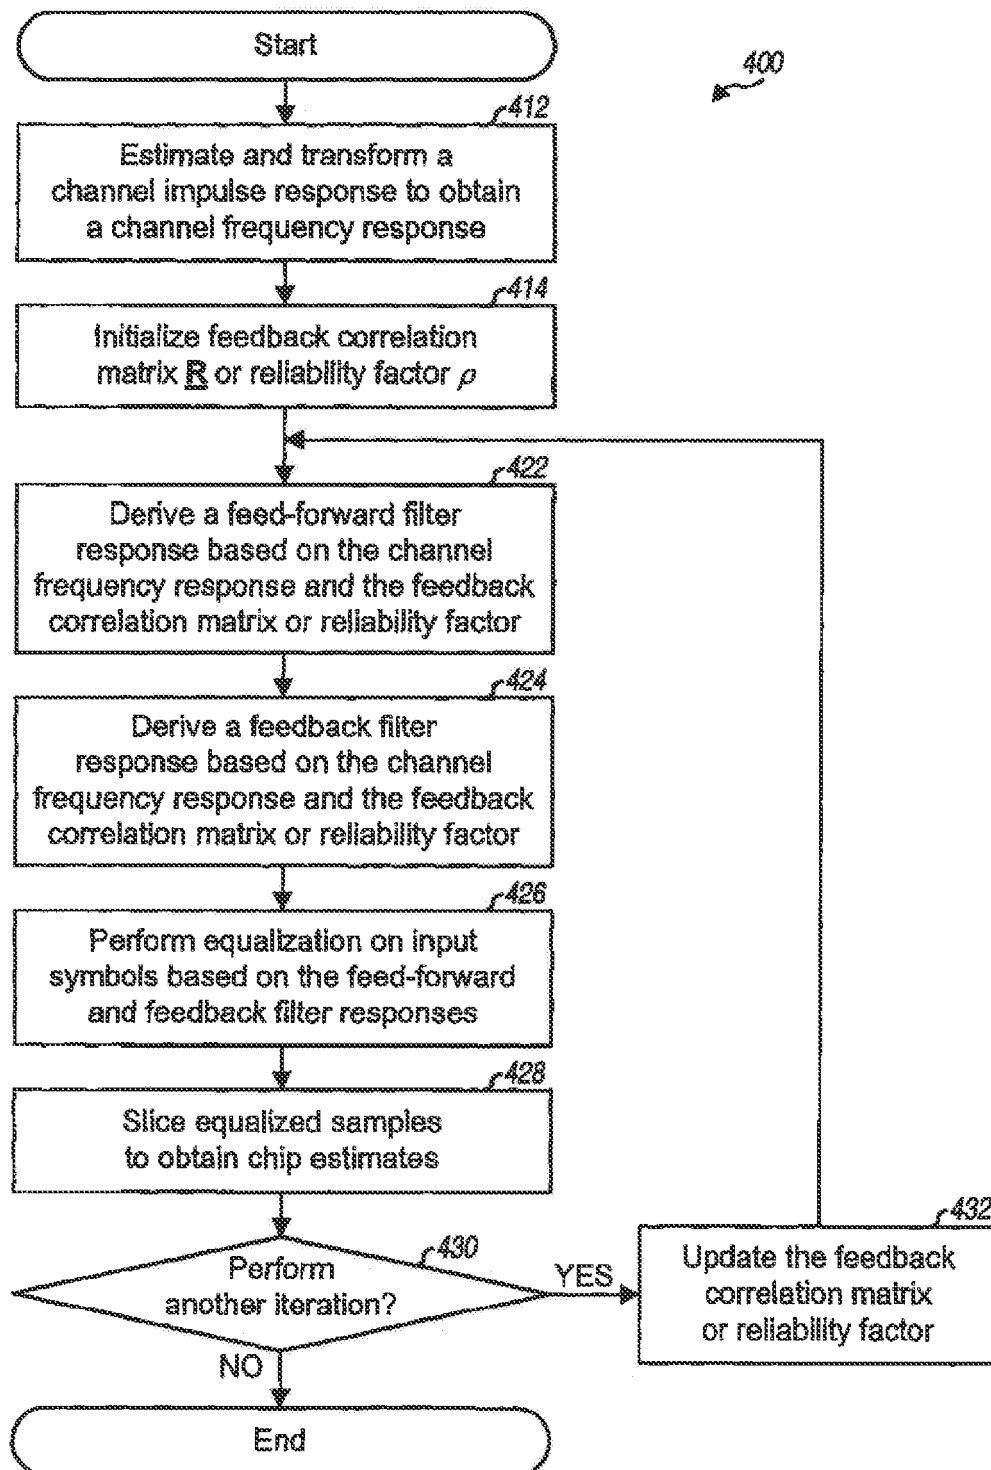 Start
400
412
Estimate and transform a
channel impulse response to obtain
a channel frequency response
414
Initialize feedback correlation
matrix R or reliability factor ρ
422
Derive a feed-forward filter
response based on the channel
frequency response and the feedback
correlation matrix or reliability factor
424
Derive a feedback filter
response based on the channel
frequency response and the feedback
correlation matrix or reliability factor
426
Perform equalization on input
symbols based on the feed-forward
and feedback filter responses
428
Slice equalized samples
to obtain chip estimates
430
Perform
another iteration?
YES
432
Update the feedback
correlation matrix
or reliability factor
NO
End